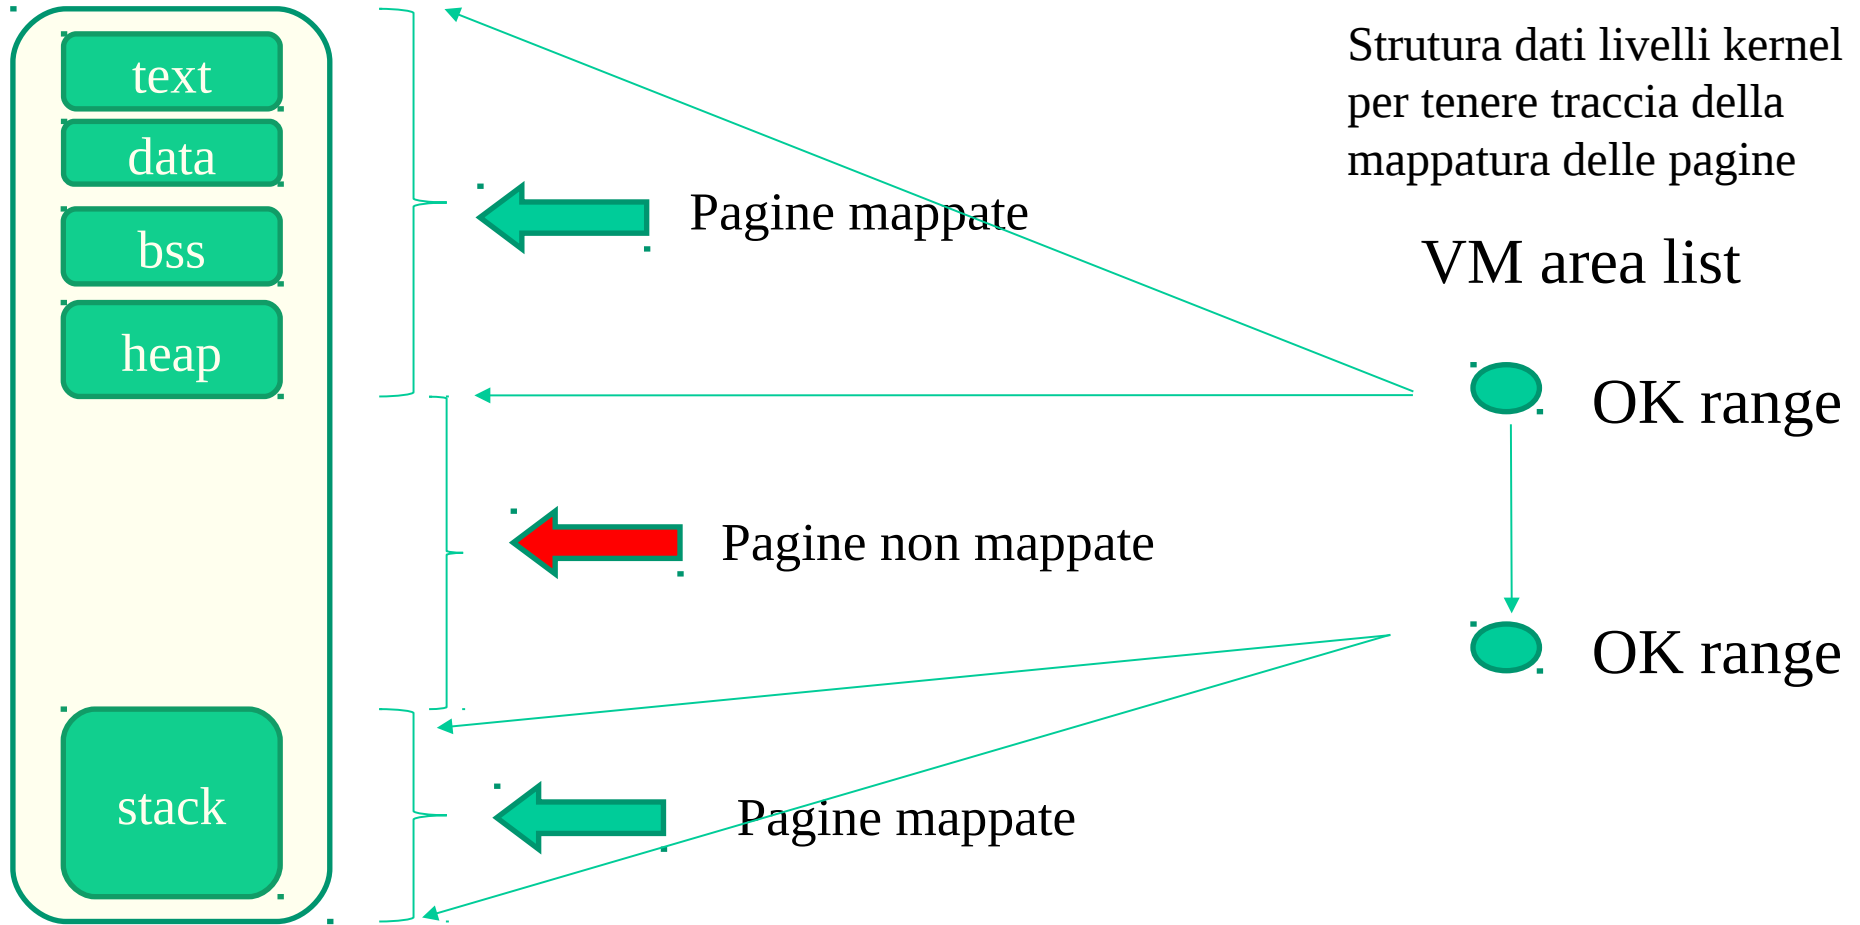 text
data
bss
heap
stack
Pagine mappate
Pagine non mappate
Pagine mappate
Strutura dati livelli kernel
per tenere traccia della
mappatura delle pagine
VM area list
OK range
OK range